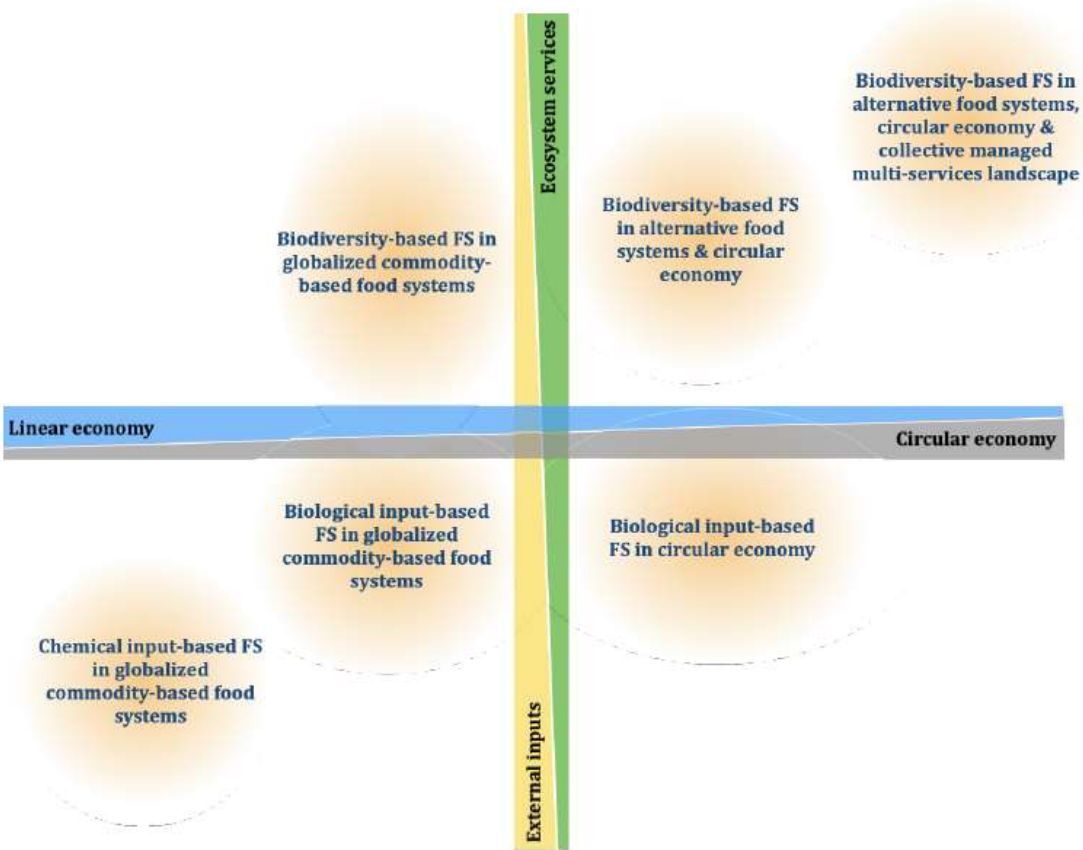 Ecosystem services
Biodiversity-based FS in
alternative food systems,
circular economy &
collective managed
multi-services landscape
Biodiversity-based FS
in alternative food
systems & circular
economy
Biodiversity-based FS in
globalized commodity-
based food systems
Linear economy
Circular economy
Biological input-based
FS in globalized
commodity-based food
systems
Biological input-based
FS in circular economy
Chemical input-based FS
in globalized
commodity-based food
systems
External inputs